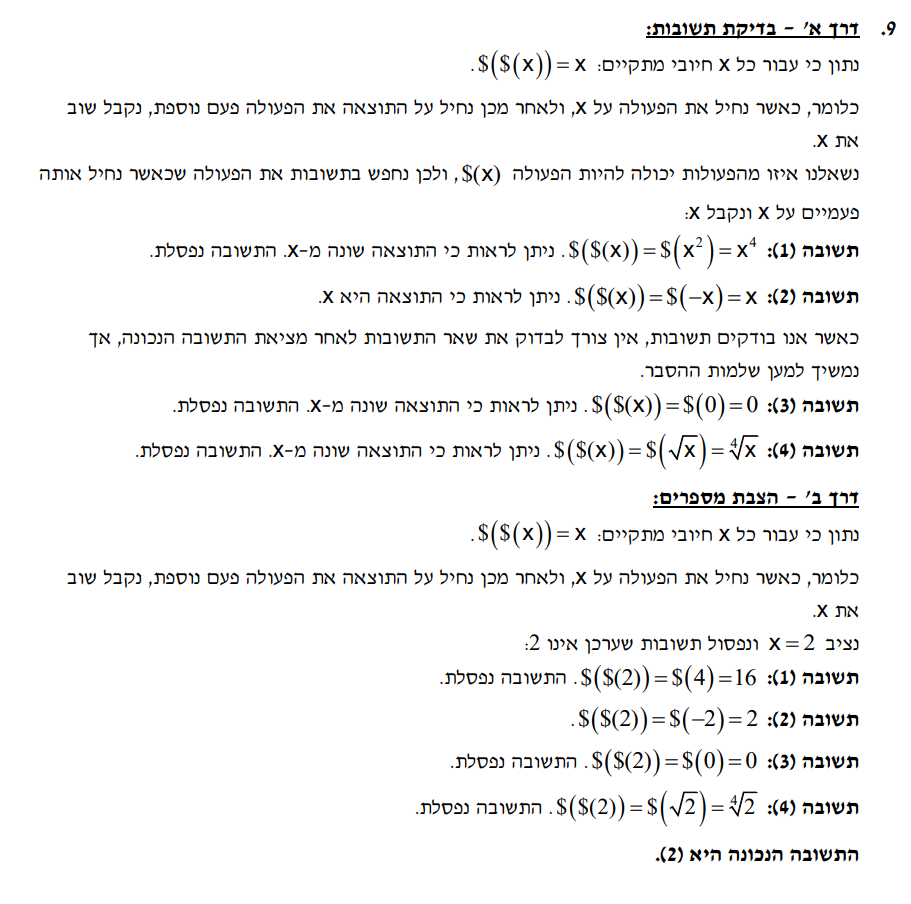 9. דרך א' – בדיקת תשובות:
נתון כי עבור כל x חיובי מתקיים: $($(x)) = x .
כלומר, כאשר נחיל את הפעולה על x, ולאחר מכן נחיל על התוצאה את הפעולה פעם נוספת, נקבל שוב
את x.
נשאלנו איזו מהפעולות יכולה להיות הפעולה $(x) , ולכן נחפש בתשובות את הפעולה שכאשר נחיל אותה
פעמיים על x ונקבל x:
תשובה (1): $($(x)) = $(x²) = x⁴ . ניתן לראות כי התוצאה שונה מ-x. התשובה נפסלת.
תשובה (2): $($(x)) = $(−x) = x . ניתן לראות כי התוצאה היא x.
כאשר אנו בודקים תשובות, אין צורך לבדוק את שאר התשובות לאחר מציאת התשובה הנכונה, אך
נמשיך למען שלמות ההסבר.
תשובה (3): $($(x)) = $(0) = 0 . ניתן לראות כי התוצאה שונה מ-x. התשובה נפסלת.
תשובה (4): $($(x)) = $(√x) = ⁴√x . ניתן לראות כי התוצאה שונה מ-x. התשובה נפסלת.
דרך ב' – הצבת מספרים:
נתון כי עבור כל x חיובי מתקיים: $($(x)) = x .
כלומר, כאשר נחיל את הפעולה על x, ולאחר מכן נחיל על התוצאה את הפעולה פעם נוספת, נקבל שוב
את x.
נציב x = 2 ונפסול תשובות שערכן אינו 2:
תשובה (1): $($(2)) = $(4) = 16 . התשובה נפסלת.
תשובה (2): $($(2)) = $(−2) = 2 .
תשובה (3): $($(2)) = $(0) = 0 . התשובה נפסלת.
תשובה (4): $($(2)) = $(√2) = ⁴√2 . התשובה נפסלת.
התשובה הנכונה היא (2).